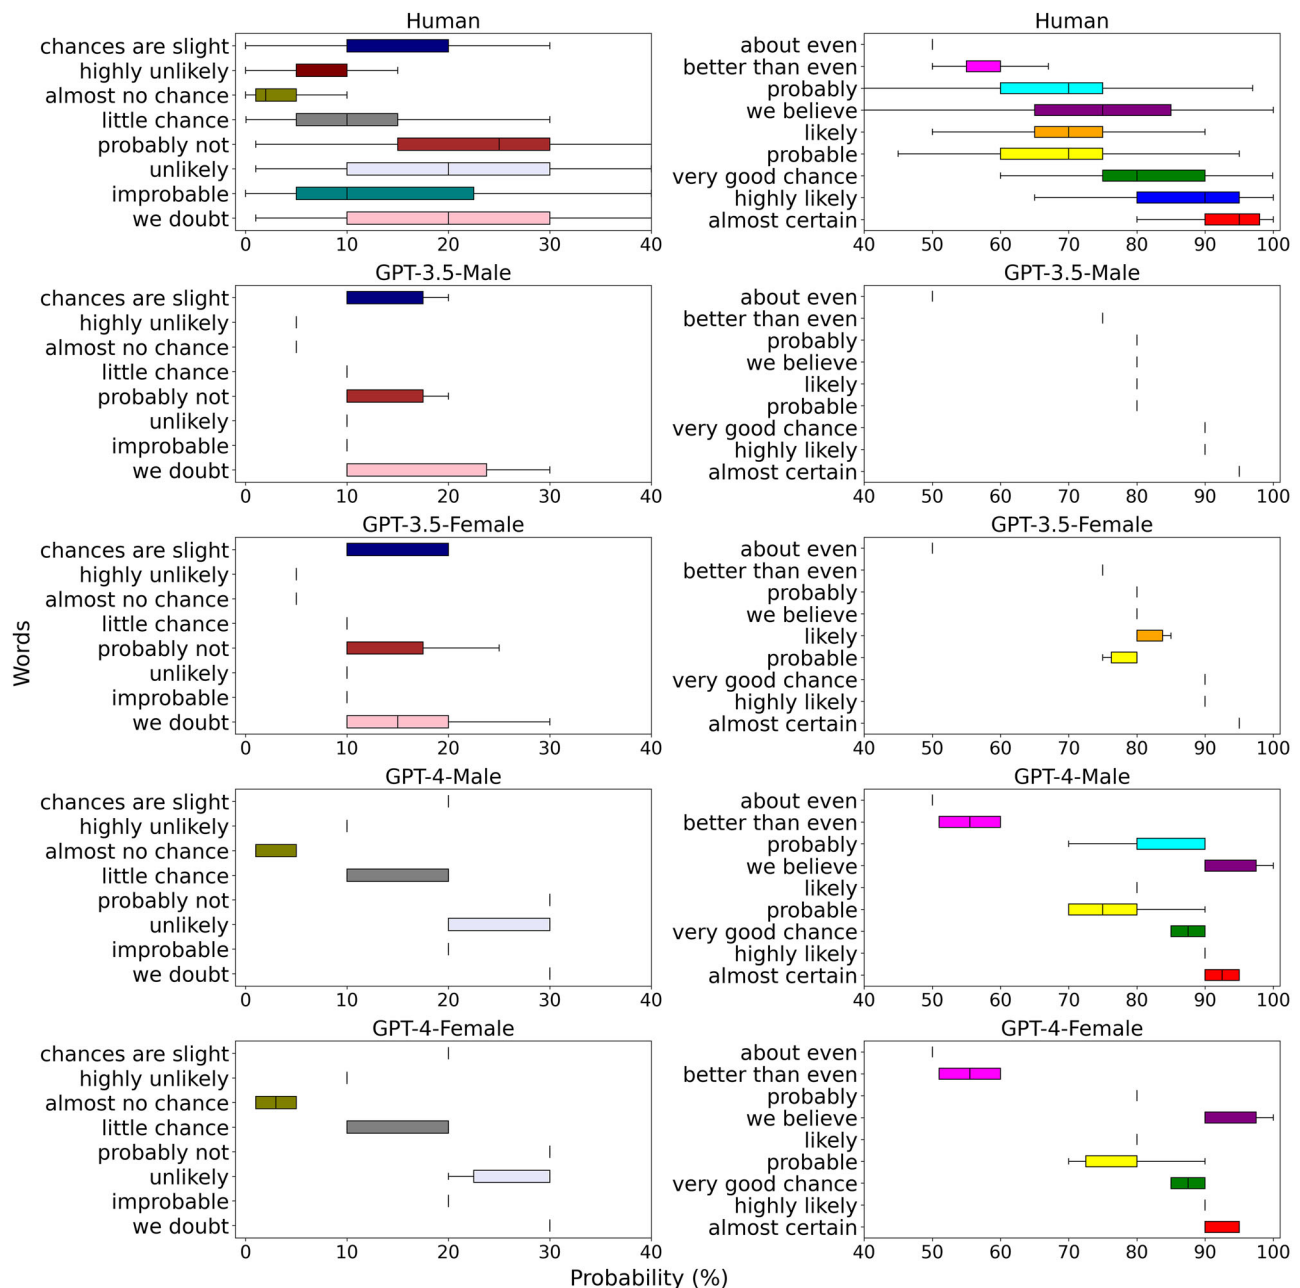 Human
chances are slight
highly unlikely
almost no chance
little chance
probably not
unlikely
improbable
we doubt
0 10 20 30 40
Human
about even
better than even
probably
we believe
likely
probable
very good chance
highly likely
almost certain
40 50 60 70 80 90 100
GPT-3.5-Male
chances are slight
highly unlikely
almost no chance
little chance
probably not
unlikely
improbable
we doubt
0 10 20 30 40
GPT-3.5-Male
about even
better than even
probably
we believe
likely
probable
very good chance
highly likely
almost certain
40 50 60 70 80 90 100
Words
GPT-3.5-Female
chances are slight
highly unlikely
almost no chance
little chance
probably not
unlikely
improbable
we doubt
0 10 20 30 40
GPT-3.5-Female
about even
better than even
probably
we believe
likely
probable
very good chance
highly likely
almost certain
40 50 60 70 80 90 100
GPT-4-Male
chances are slight
highly unlikely
almost no chance
little chance
probably not
unlikely
improbable
we doubt
0 10 20 30 40
GPT-4-Male
about even
better than even
probably
we believe
likely
probable
very good chance
highly likely
almost certain
40 50 60 70 80 90 100
GPT-4-Female
chances are slight
highly unlikely
almost no chance
little chance
probably not
unlikely
improbable
we doubt
0 10 20 30 40
GPT-4-Female
about even
better than even
probably
we believe
likely
probable
very good chance
highly likely
almost certain
40 50 60 70 80 90 100
Probability (%)